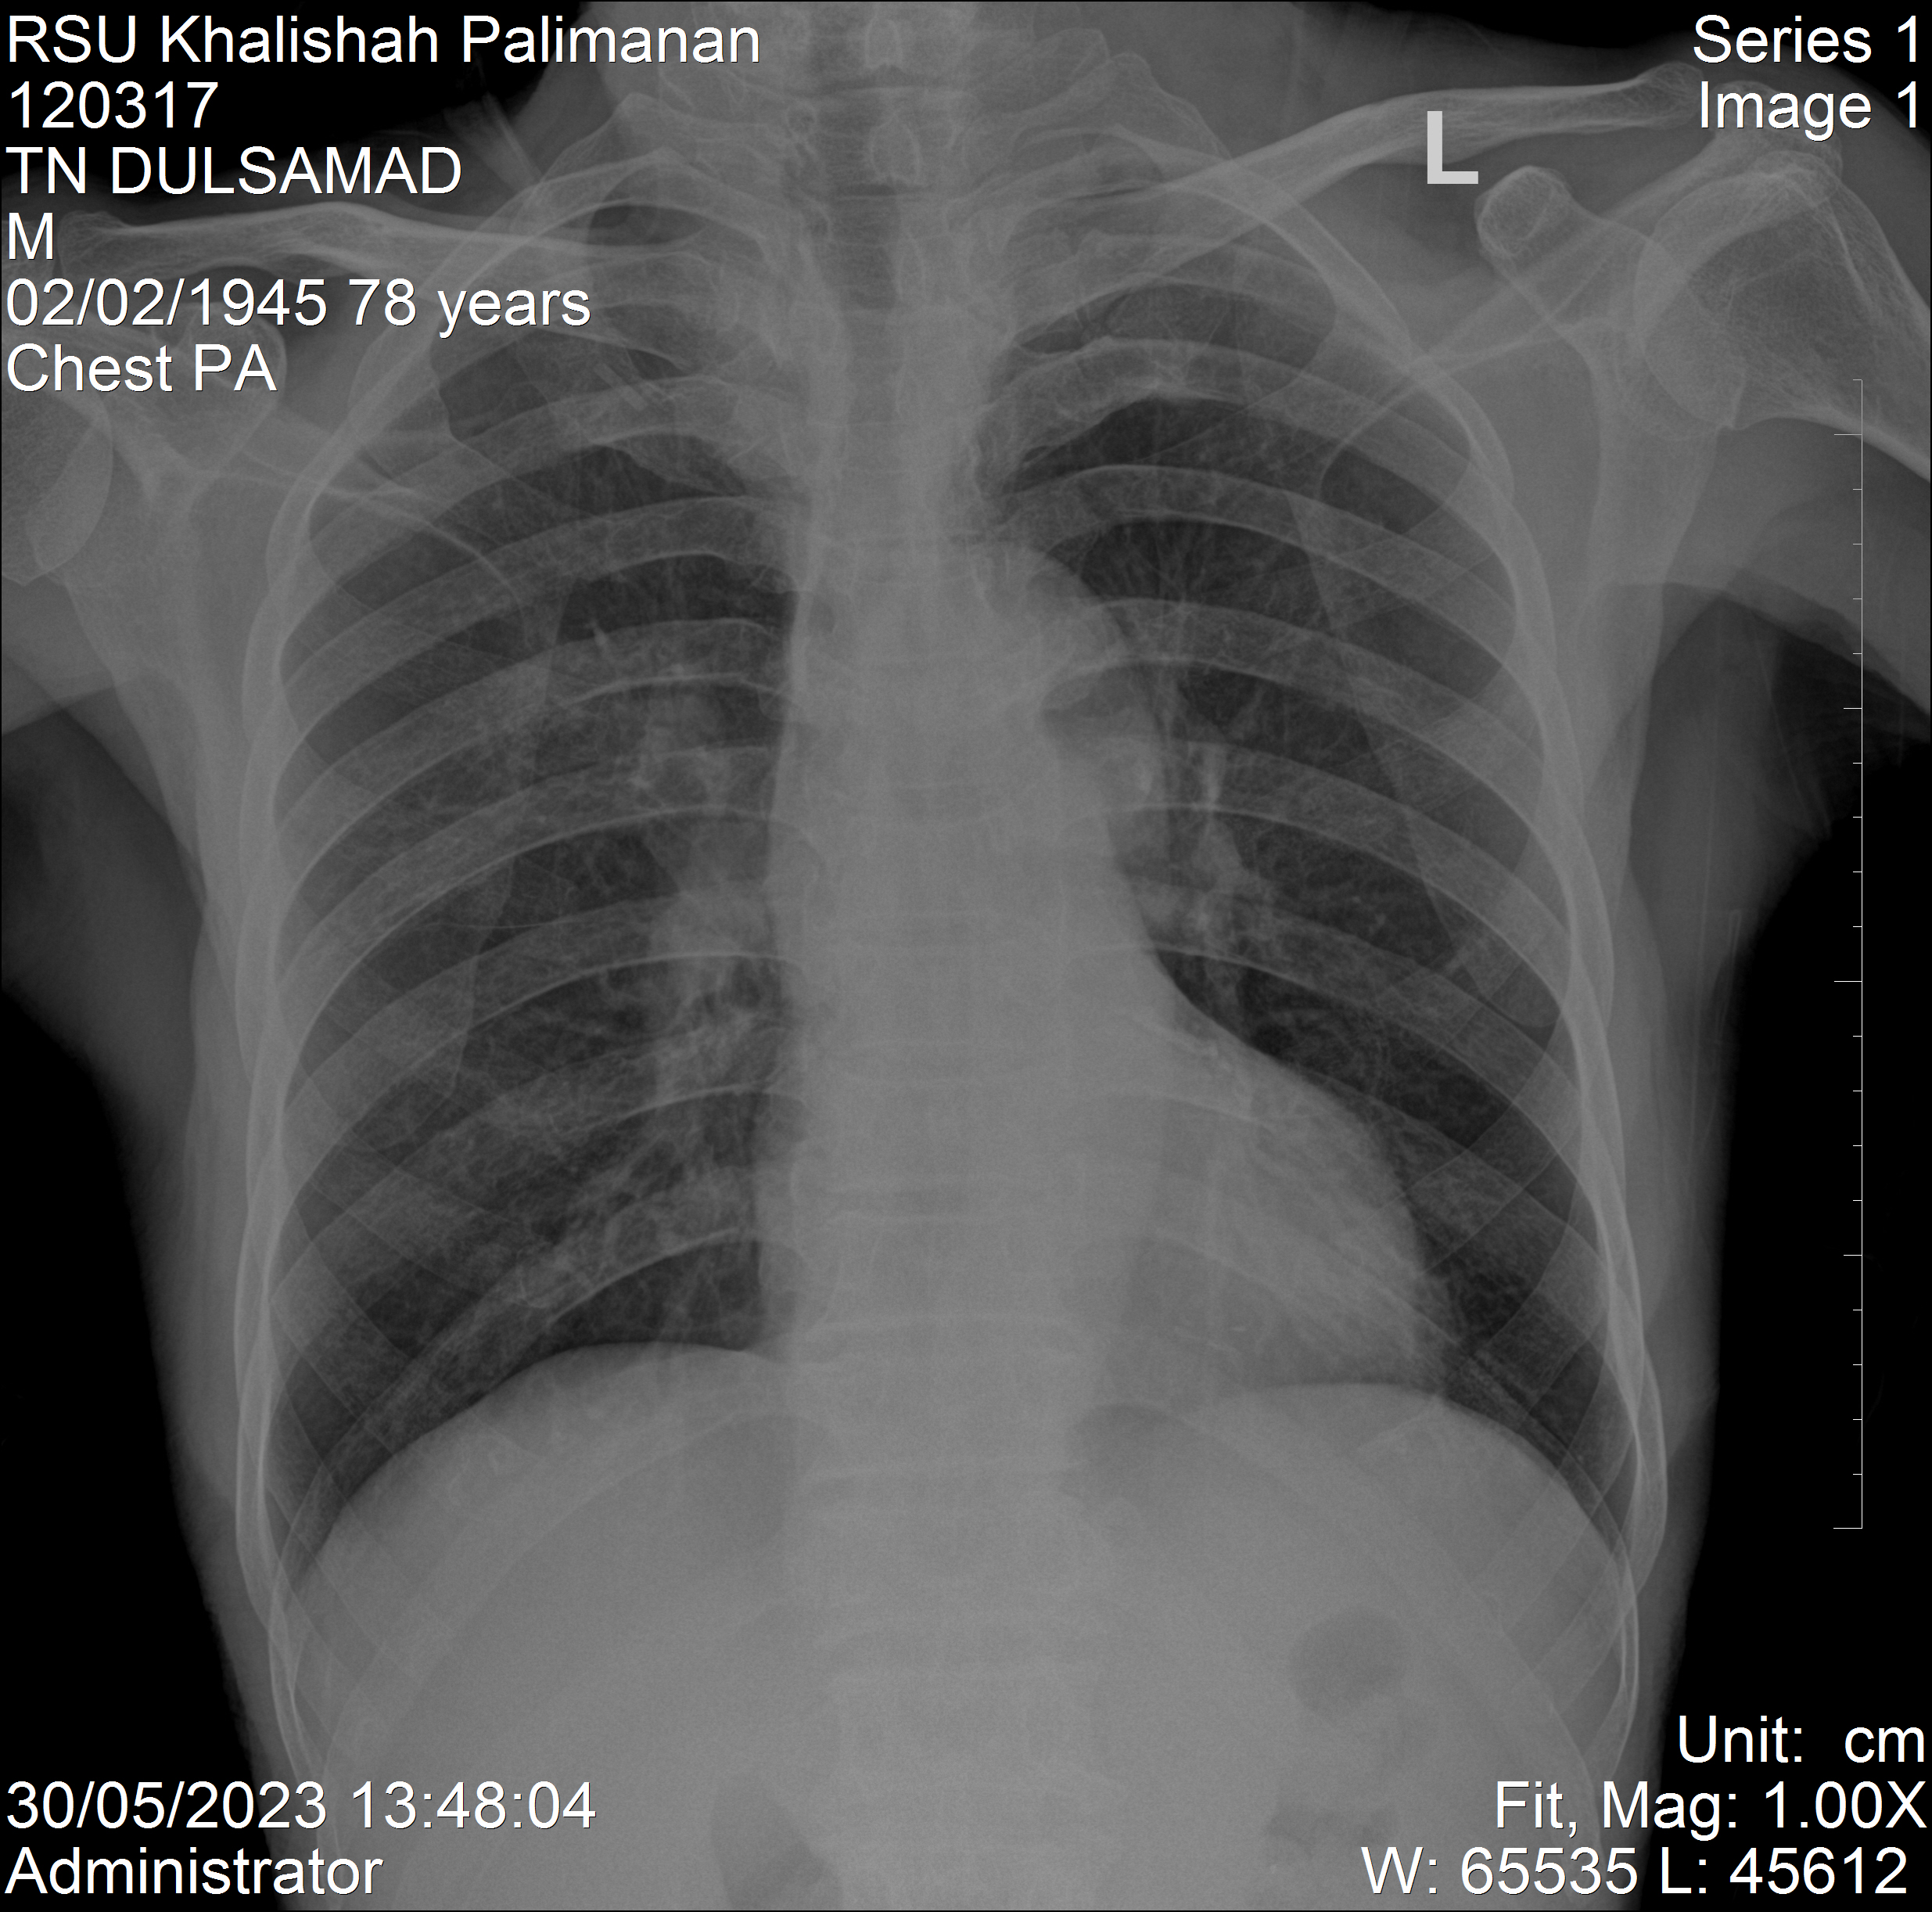 RSU Khalishah Palimanan
120317
TN DULSAMAD
M
02/02/1945 78 years
Chest PA
Series 1
Image 1
L
30/05/2023 13:48:04
Administrator
Unit: cm
Fit, Mag: 1.00X
W: 65535 L: 45612